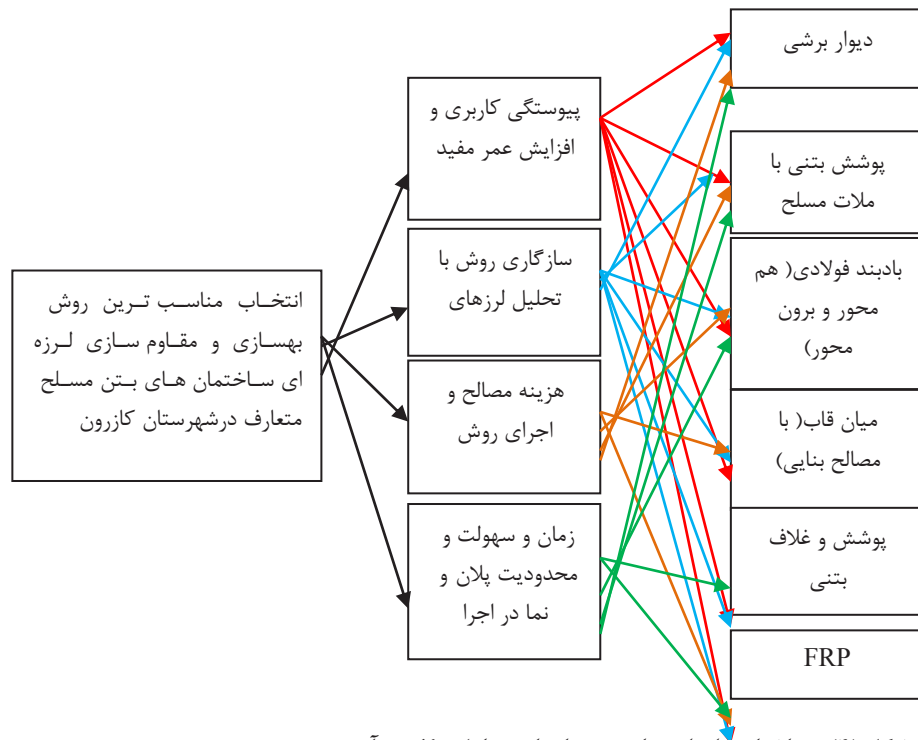 انتخاب مناسب ترین روش
بهسازی و مقاوم سازی لرزه
ای ساختمان های بتن مسلح
متعارف درشهرستان کازرون
پیوستگی کاربری و
افزایش عمر مفید
سازگاری روش با
تحلیل لرزهای
هزینه مصالح و
اجرای روش
زمان و سهولت و
محدودیت پلان و
نما در اجرا
دیوار برشی
پوشش بتنی با
ملات مسلح
بادبند فولادی( هم
محور و برون
محور)
میان قاب( با
مصالح بنایی)
پوشش و غلاف
بتنی
FRP